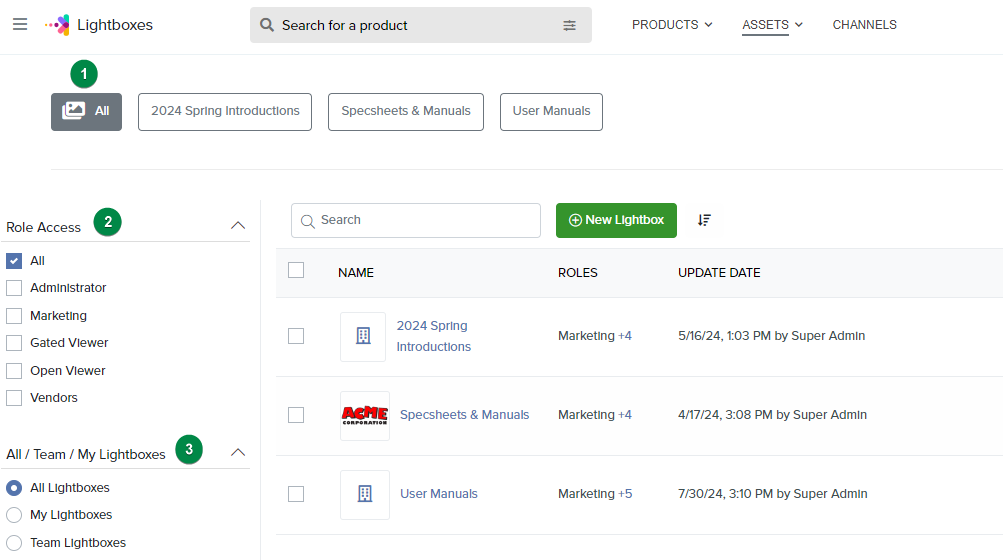 Lightboxes
Search for a product
PRODUCTS
ASSETS
CHANNELS
1
All
2024 Spring Introductions
Specsheets & Manuals
User Manuals
Role Access
2
All
Administrator
Marketing
Gated Viewer
Open Viewer
Vendors
All / Team / My Lightboxes
3
All Lightboxes
My Lightboxes
Team Lightboxes
Search
New Lightbox
NAME ROLES UPDATE DATE
2024 Spring
Introductions
Marketing +4 5/16/24, 1:03 PM by Super Admin
ACME
CORPORATION
Specsheets & Manuals Marketing +4 4/17/24, 3:08 PM by Super Admin
User Manuals Marketing +5 7/30/24, 3:10 PM by Super Admin